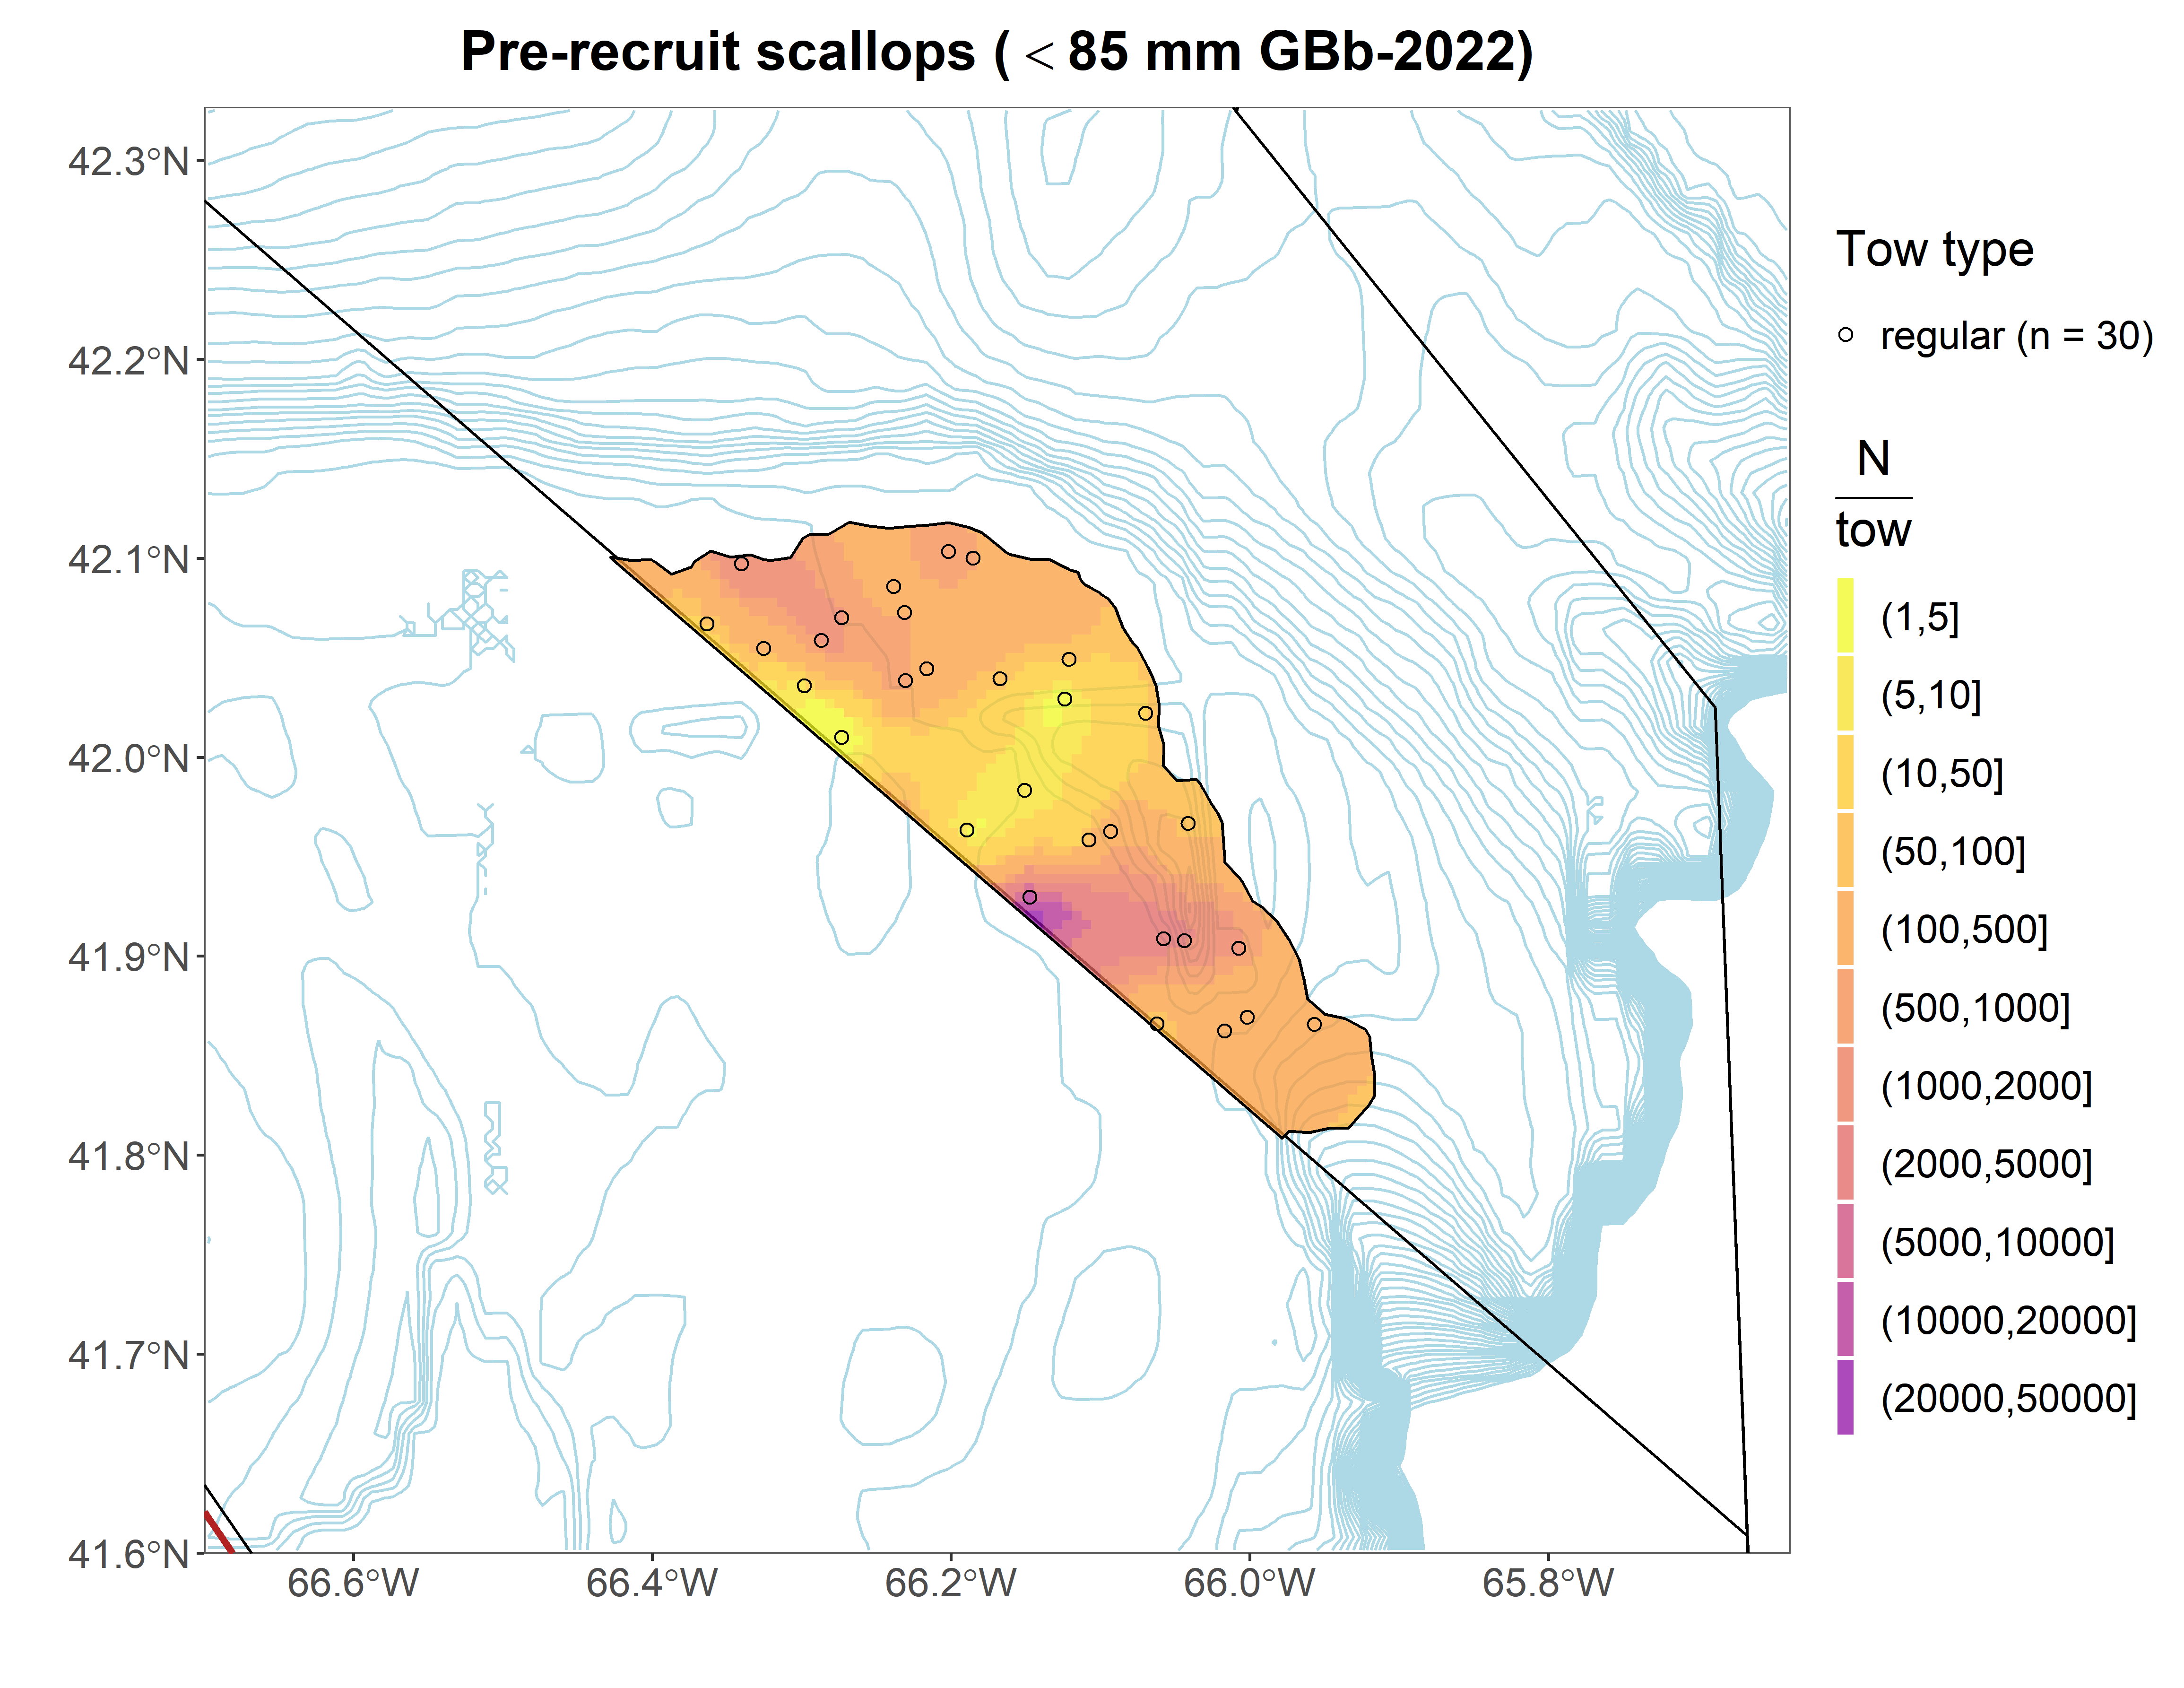 Pre-recruit scallops ( < 85 mm GBb-2022)
42.3°N
42.2°N
42.1°N
42.0°N
41.9°N
41.8°N
41.7°N
41.6°N
66.6°W
66.4°W
66.2°W
66.0°W
65.8°W
Tow type
regular (n = 30)
N
tow
(1,5]
(5,10]
(10,50]
(50,100]
(100,500]
(500,1000]
(1000,2000]
(2000,5000]
(5000,10000]
(10000,20000]
(20000,50000]